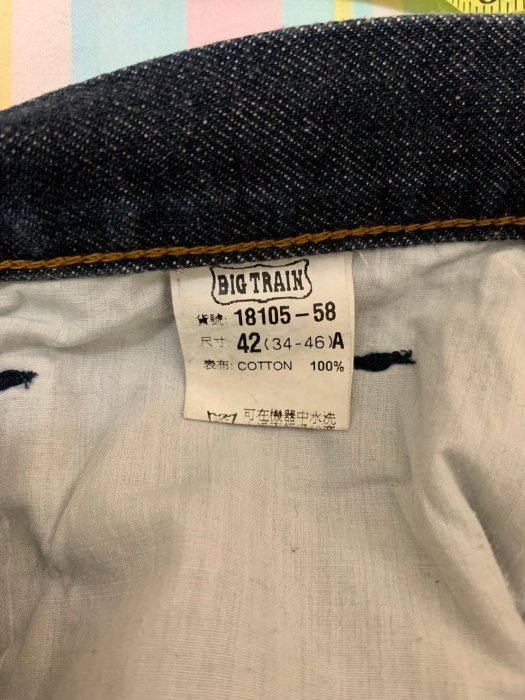 BIG TRAIN
貨號: 18105-58
尺寸: 42(34-46)A
表布: COTTON 100%
可在機器中水洗